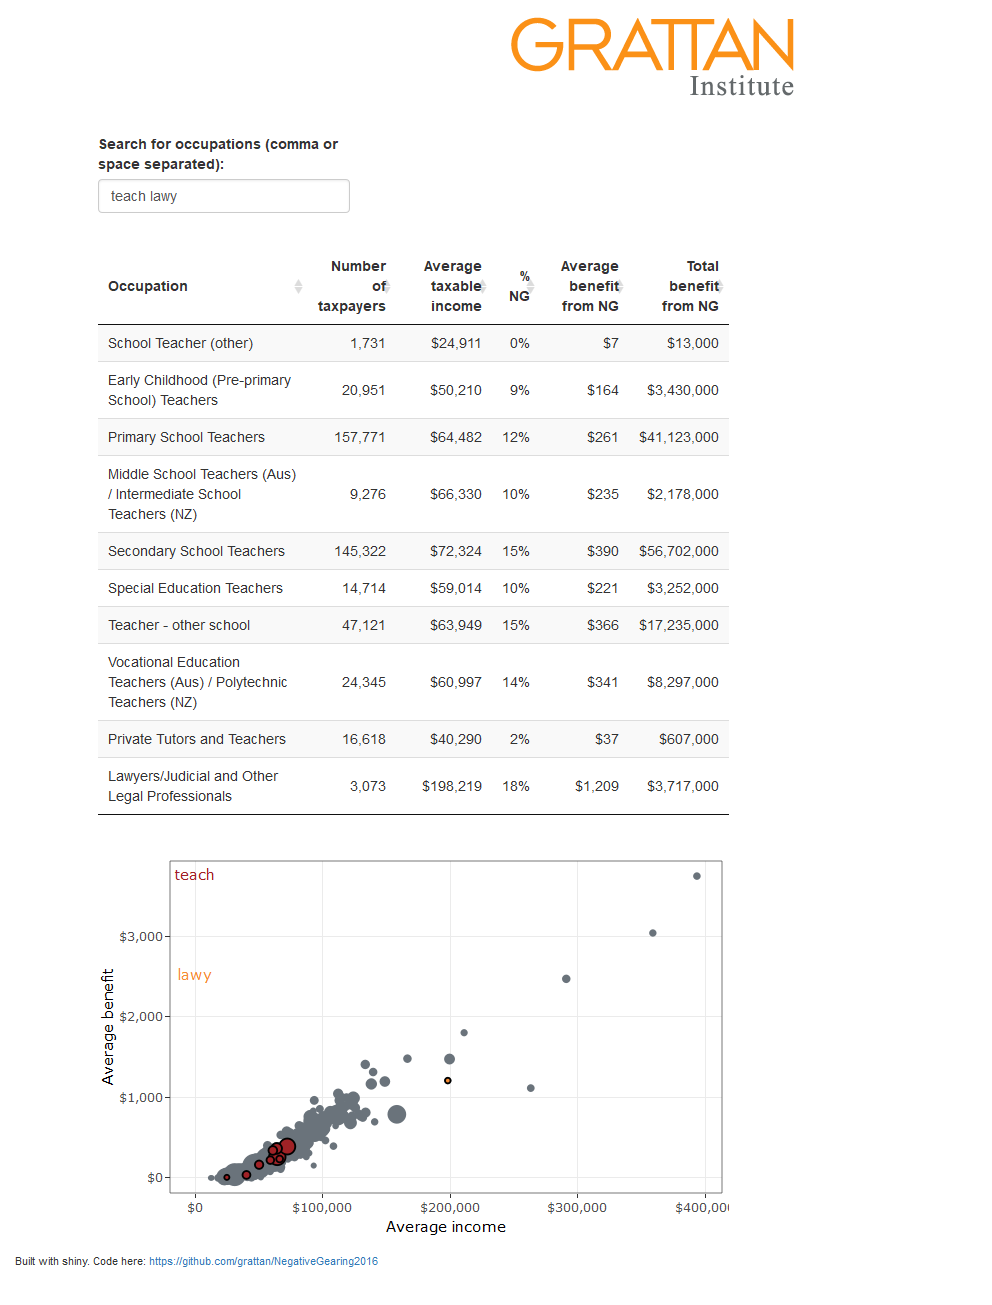 GRATTAN
Institute
Search for occupations (comma or
space separated):
teach lawy
Occupation Number of taxpayers Average taxable income % NG Average benefit from NG Total benefit from NG
School Teacher (other) 1,731 $24,911 0% $7 $13,000
Early Childhood (Pre-primary
School) Teachers 20,951 $50,210 9% $164 $3,430,000
Primary School Teachers 157,771 $64,482 12% $261 $41,123,000
Middle School Teachers (Aus)
/ Intermediate School 9,276 $66,330 10% $235 $2,178,000
Teachers (NZ)
Secondary School Teachers 145,322 $72,324 15% $390 $56,702,000
Special Education Teachers 14,714 $59,014 10% $221 $3,252,000
Teacher - other school 47,121 $63,949 15% $366 $17,235,000
Vocational Education
Teachers (Aus) / Polytechnic 24,345 $60,997 14% $341 $8,297,000
Teachers (NZ)
Private Tutors and Teachers 16,618 $40,290 2% $37 $607,000
Lawyers/Judicial and Other
Legal Professionals 3,073 $198,219 18% $1,209 $3,717,000
teach
lawy
Average benefit
$3,000
$2,000
$1,000
$0
$0 $100,000 $200,000 $300,000 $400,00
Average income
Built with shiny. Code here: https://github.com/grattan/NegativeGearing2016